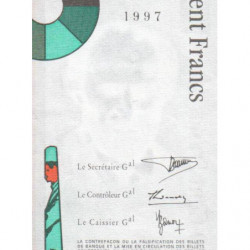 1997
ent Francs
Le Secrétaire Gal
Le Contrôleur Gal
Le Caissier Gal
LA CONTREFAÇON OU LA FALSIFICATION DES BILLETS
DE BANQUE ET LA MISE EN CIRCULATION DES BILLETS